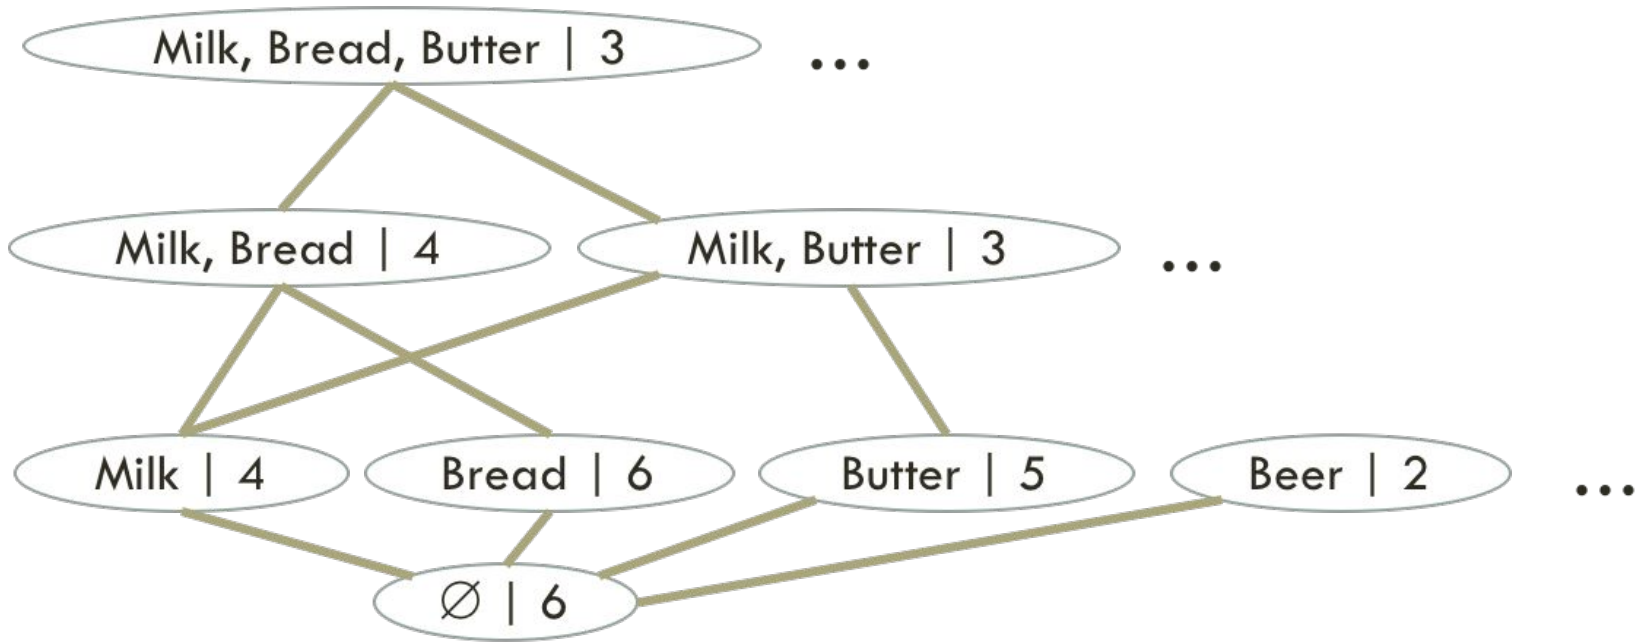 Milk, Bread, Butter | 3 ...
Milk, Bread | 4 Milk, Butter | 3 ...
Milk | 4 Bread | 6 Butter | 5 Beer | 2 ...
∅ | 6